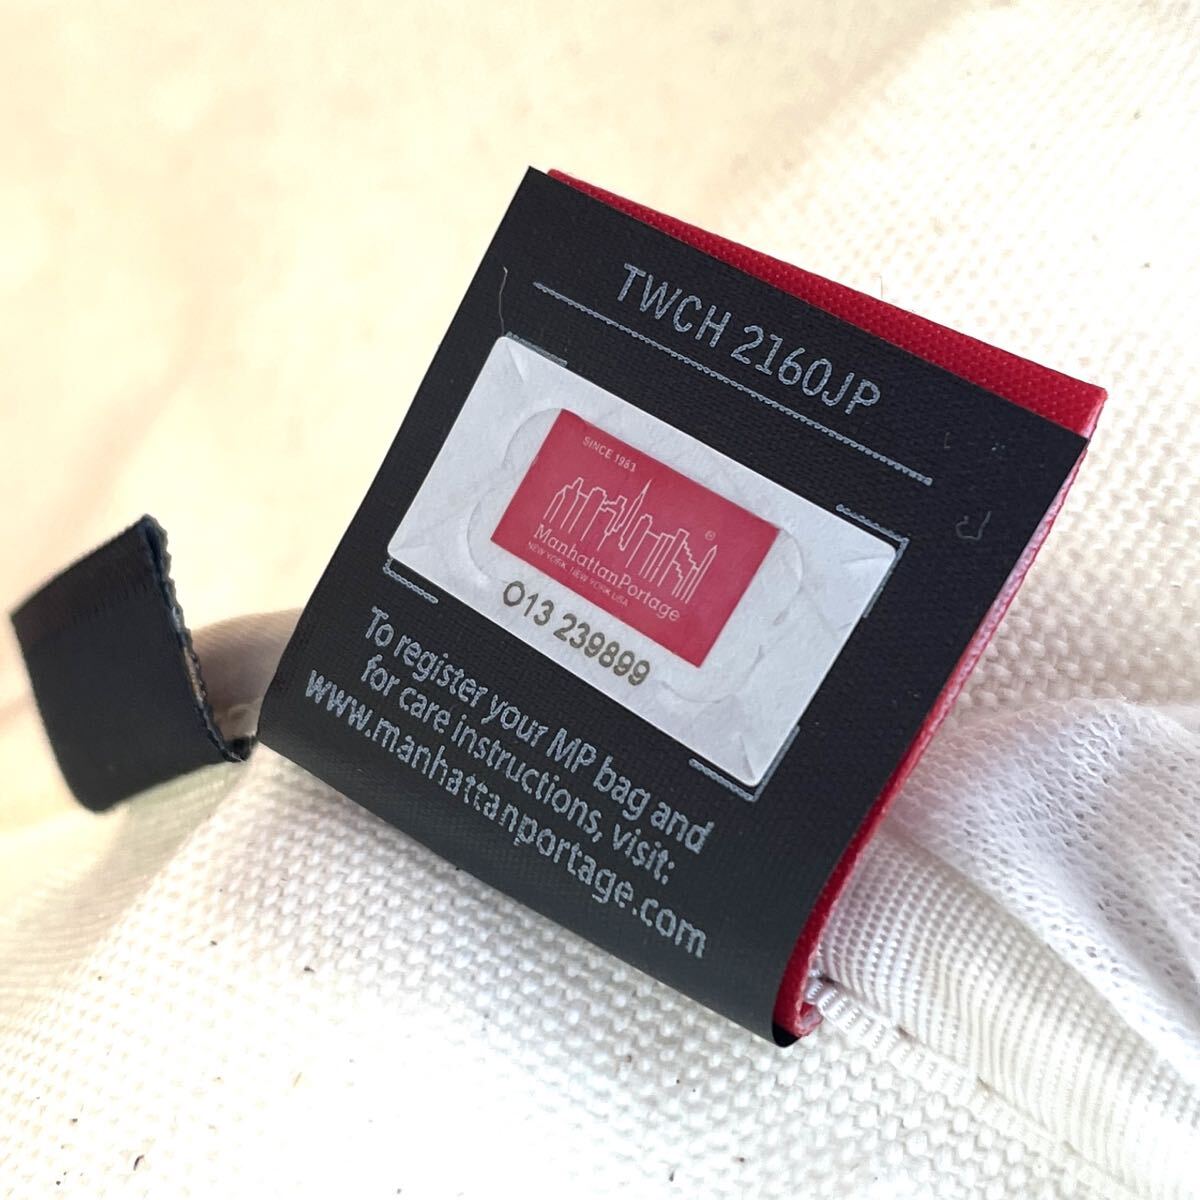 TWCH 2160JP
SINCE 1983
ManhattanPortage®
NEW YORK, NEW YORK, USA
013 239899
To register your MP bag and
for care instructions, visit:
www.manhattanportage.com